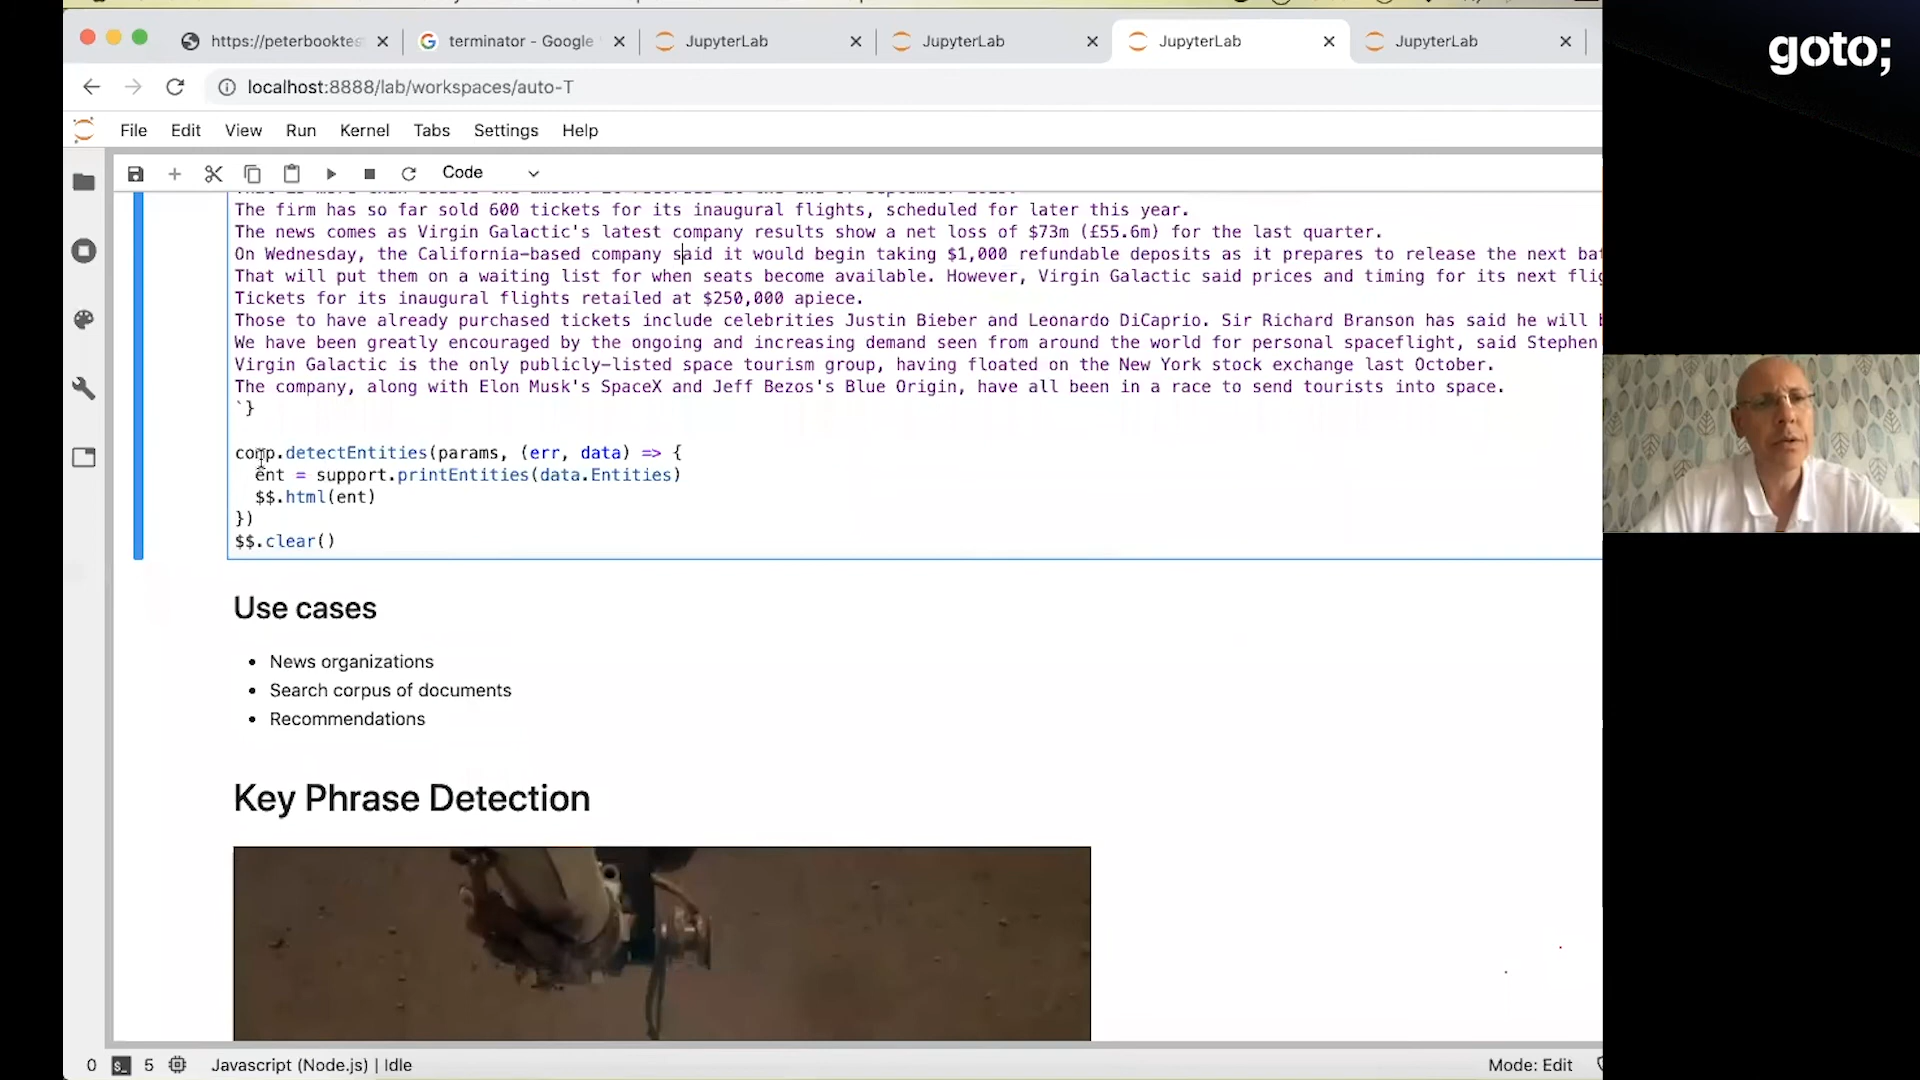 https://peterbooktes
terminator - Google
JupyterLab
JupyterLab
JupyterLab
JupyterLab
goto;
localhost:8888/lab/workspaces/auto-T
File Edit View Run Kernel Tabs Settings Help
Code
The firm has so far sold 600 tickets for its inaugural flights, scheduled for later this year.
The news comes as Virgin Galactic's latest company results show a net loss of $73m (£55.6m) for the last quarter.
On Wednesday, the California-based company said it would begin taking $1,000 refundable deposits as it prepares to release the next bat
That will put them on a waiting list for when seats become available. However, Virgin Galactic said prices and timing for its next flig
Tickets for its inaugural flights retailed at $250,000 apiece.
Those to have already purchased tickets include celebrities Justin Bieber and Leonardo DiCaprio. Sir Richard Branson has said he will b
We have been greatly encouraged by the ongoing and increasing demand seen from around the world for personal spaceflight, said Stephen
Virgin Galactic is the only publicly-listed space tourism group, having floated on the New York stock exchange last October.
The company, along with Elon Musk's SpaceX and Jeff Bezos's Blue Origin, have all been in a race to send tourists into space.
`}
comp.detectEntities(params, (err, data) => {
ent = support.printEntities(data.Entities)
$$.html(ent)
})
$$.clear()
Use cases
• News organizations
• Search corpus of documents
• Recommendations
Key Phrase Detection
0 5 Javascript (Node.js) | Idle
Mode: Edit